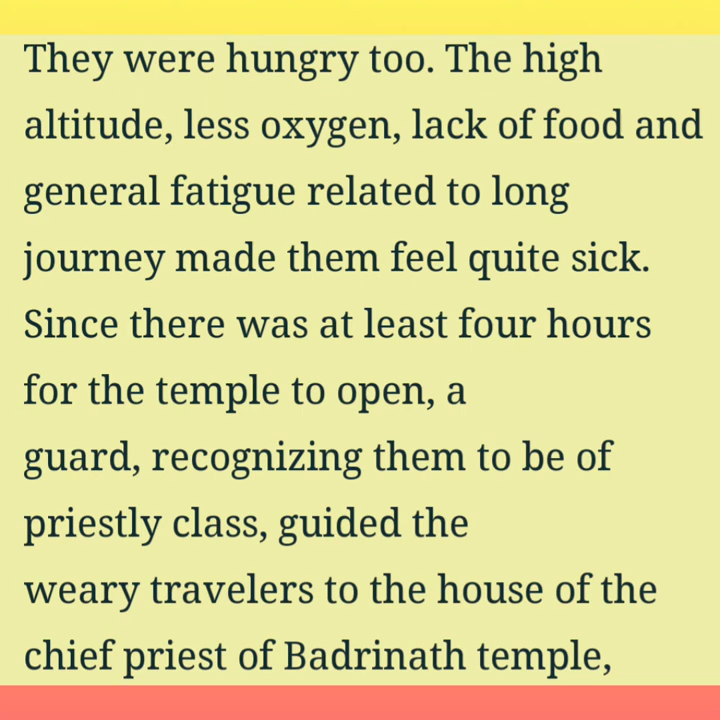 They were hungry too. The high
altitude, less oxygen, lack of food and
general fatigue related to long
journey made them feel quite sick.
Since there was at least four hours
for the temple to open, a
guard, recognizing them to be of
priestly class, guided the
weary travelers to the house of the
chief priest of Badrinath temple,